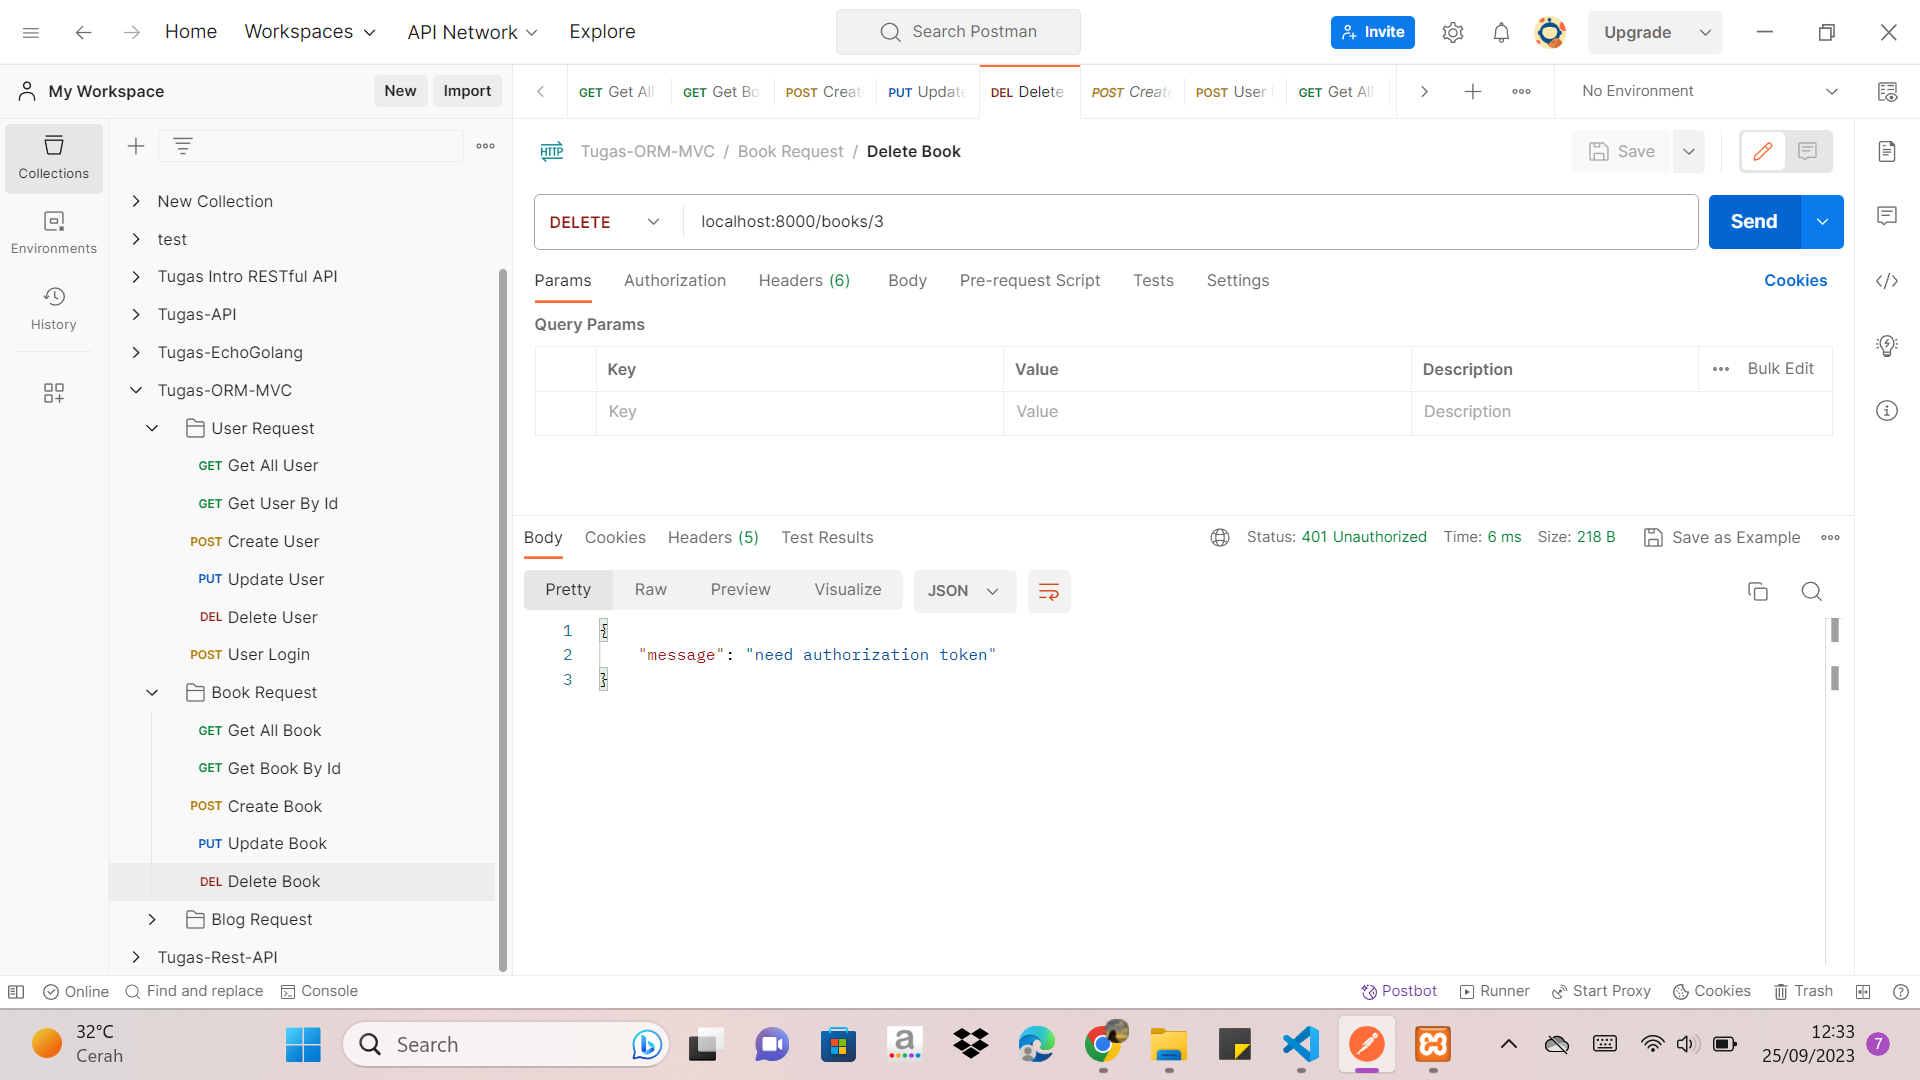 Home
Workspaces
API Network
Explore
Search Postman
Invite
Upgrade
My Workspace
New
Import
GET Get All
GET Get Bo
POST Creat
PUT Update
DEL Delete
POST Create
POST User
GET Get All
No Environment
Collections
Environments
History
New Collection
test
Tugas Intro RESTful API
Tugas-API
Tugas-EchoGolang
Tugas-ORM-MVC
User Request
GET Get All User
GET Get User By Id
POST Create User
PUT Update User
DEL Delete User
POST User Login
Book Request
GET Get All Book
GET Get Book By Id
POST Create Book
PUT Update Book
DEL Delete Book
Blog Request
Tugas-Rest-API
HTTP
Tugas-ORM-MVC / Book Request / Delete Book
Save
DELETE
localhost:8000/books/3
Send
Params
Authorization
Headers (6)
Body
Pre-request Script
Tests
Settings
Cookies
Query Params
Key
Value
Description
Bulk Edit
Key
Value
Description
Body
Cookies
Headers (5)
Test Results
Status: 401 Unauthorized
Time: 6 ms
Size: 218 B
Save as Example
Pretty
Raw
Preview
Visualize
JSON
1 {
2 "message": "need authorization token"
3 }
Online
Find and replace
Console
Postbot
Runner
Start Proxy
Cookies
Trash
32°C
Cerah
Search
a
12:33
25/09/2023
7